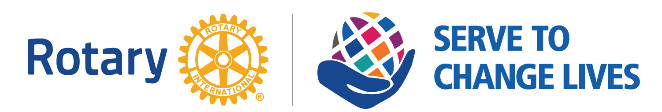 Rotary
ROTARY
INTERNATIONAL
®
SERVE TO
CHANGE LIVES